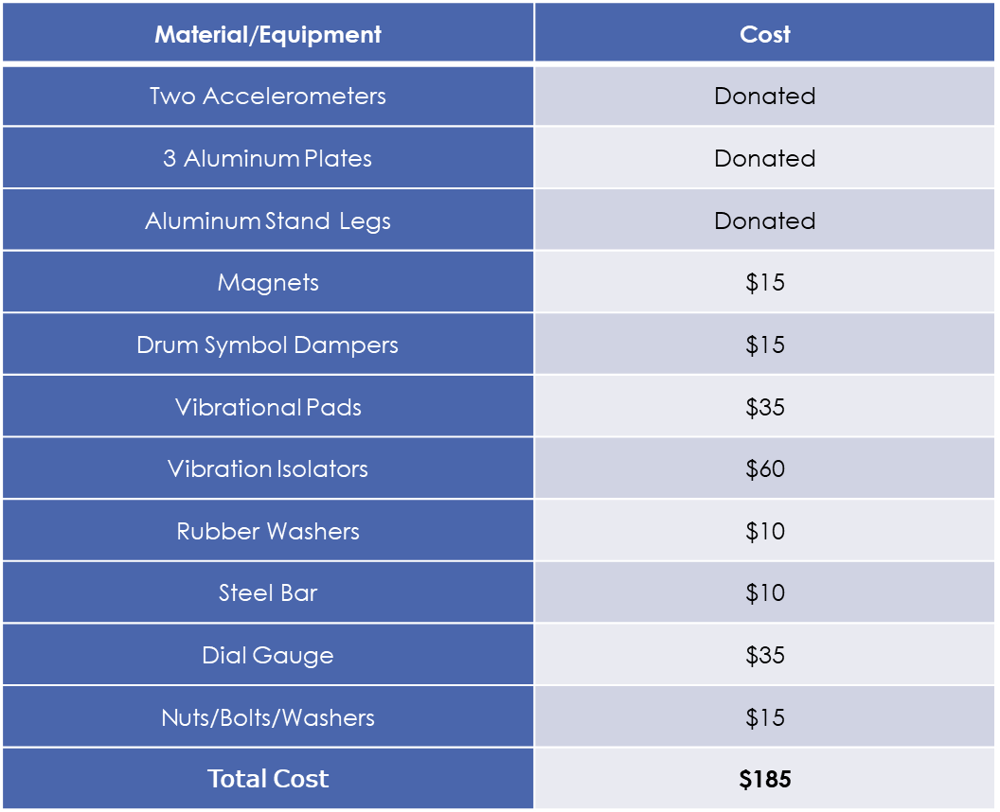 Material/Equipment Cost
Two Accelerometers Donated
3 Aluminum Plates Donated
Aluminum Stand Legs Donated
Magnets $15
Drum Symbol Dampers $15
Vibrational Pads $35
Vibration Isolators $60
Rubber Washers $10
Steel Bar $10
Dial Gauge $35
Nuts/Bolts/Washers $15
Total Cost $185